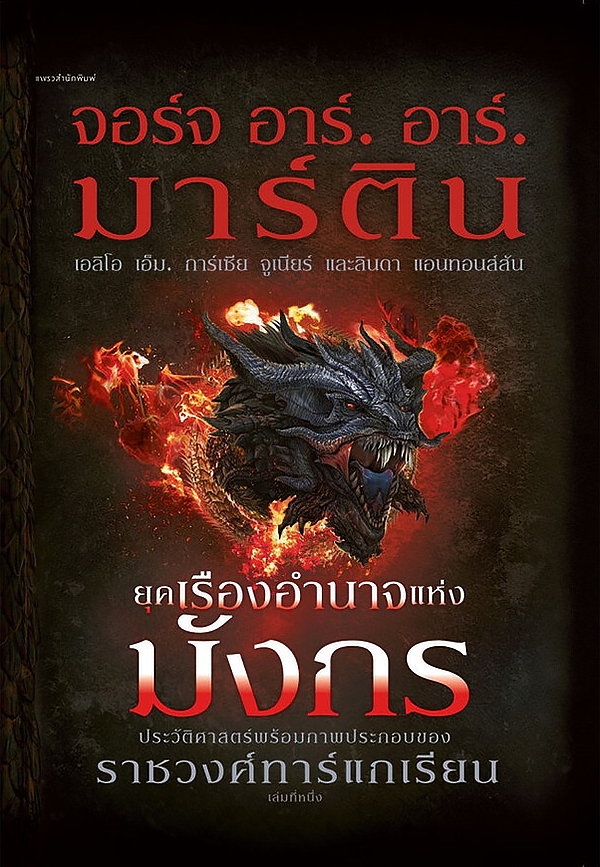 แพรวสำนักพิมพ์
จอร์จ อาร์. อาร์.
มาร์ติน
เอลิโอ เอ็ม. การ์เซีย จูเนียร์ และลินดา แอนทอนส์สัน
ยุคเรืองอำนาจแห่ง
มังกร
ประวัติศาสตร์พร้อมภาพประกอบของ
ราชวงศ์ทาร์แกเรียน
เล่มที่หนึ่ง